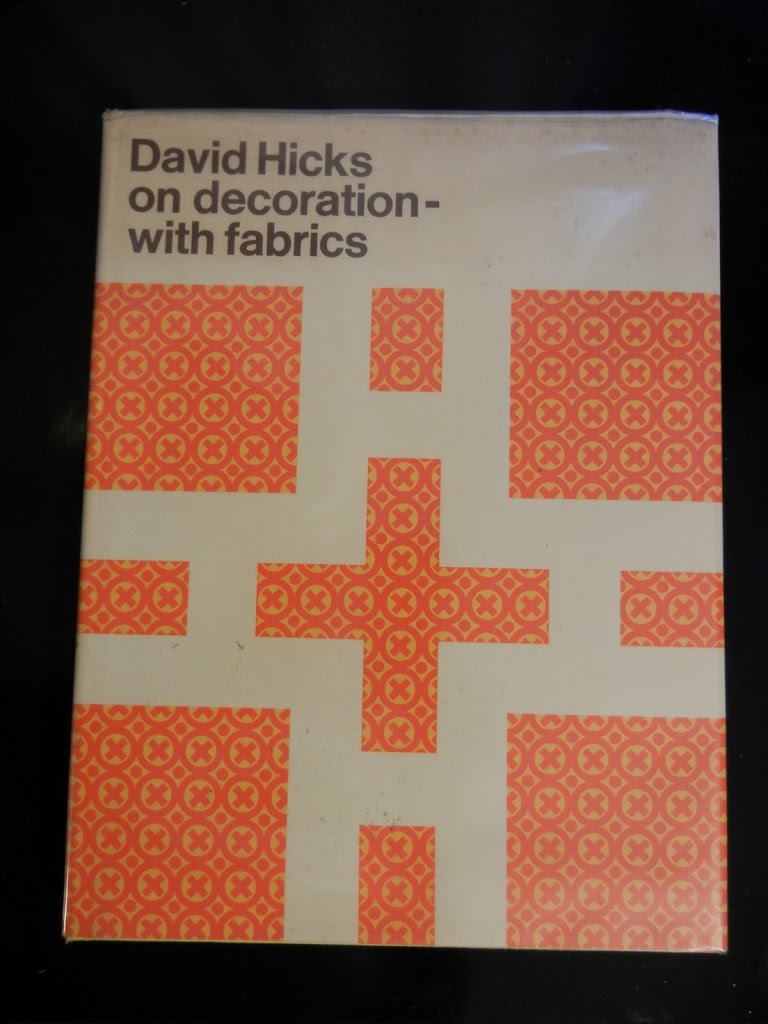 David Hicks
on decoration-
with fabrics